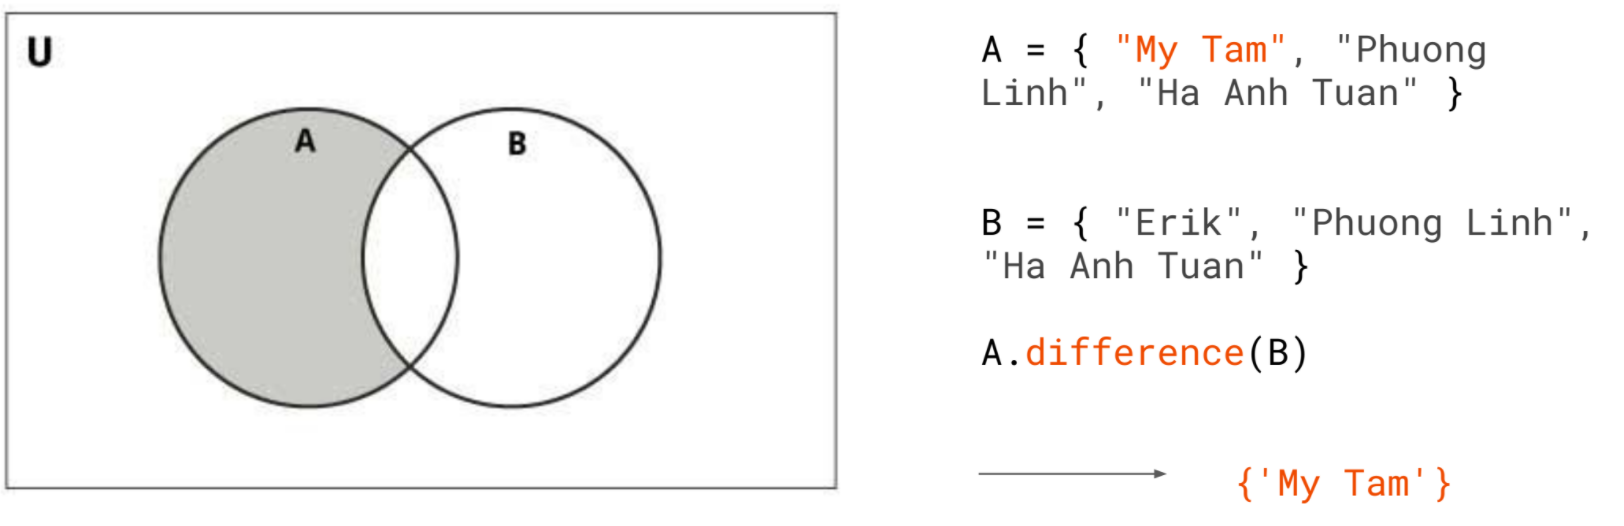 U
A
B
A = { "My Tam", "Phuong
Linh", "Ha Anh Tuan" }
B = { "Erik", "Phuong Linh",
"Ha Anh Tuan" }
A.difference(B)
{'My Tam'}